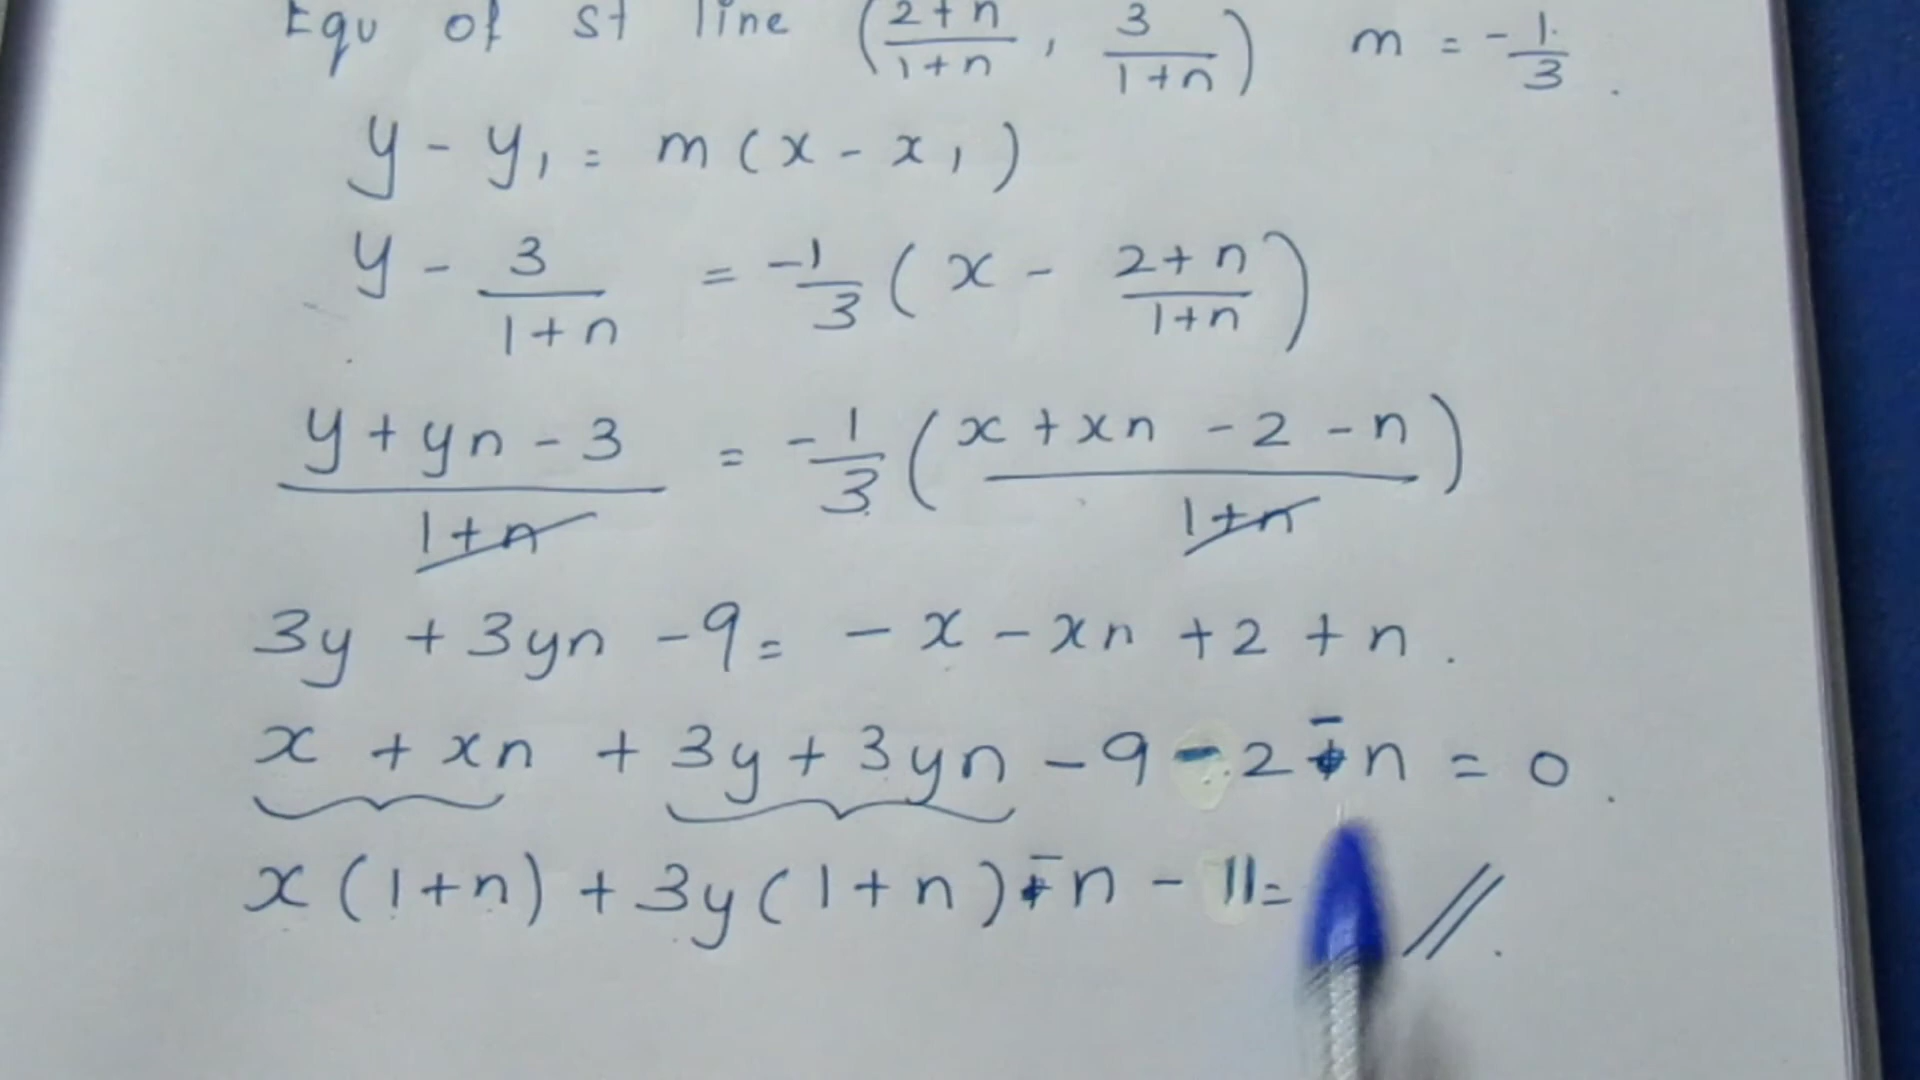 Equ of st line (2+n/1+n, 3/1+n) m = -1/3.
y - y₁ = m(x - x₁)
y - 3/1+n = -1/3 (x - 2+n/1+n)
y+yn-3/1+n = -1/3 (x+xn-2-n/1+n)
3y + 3yn - 9 = -x - xn + 2 + n.
x + xn + 3y + 3yn - 9 - 2 - n = 0.
x(1+n) + 3y(1+n) - n - 11 =